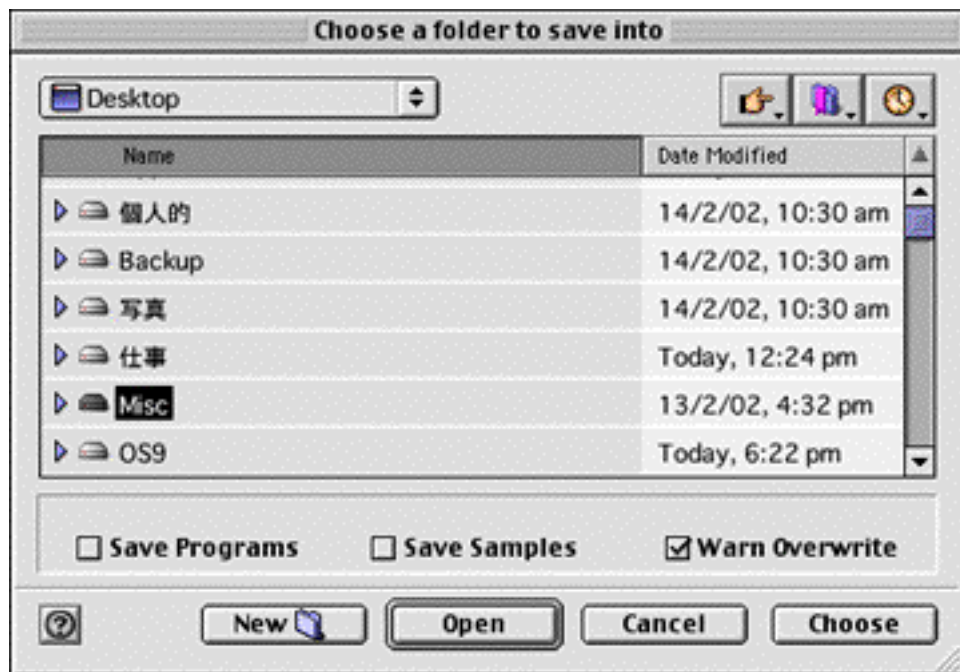 Choose a folder to save into
Desktop
Name Date Modified
個人的 14/2/02, 10:30 am
Backup 14/2/02, 10:30 am
写真 14/2/02, 10:30 am
仕事 Today, 12:24 pm
Misc 13/2/02, 4:32 pm
OS9 Today, 6:22 pm
Save Programs Save Samples Warn Overwrite
? New Open Cancel Choose